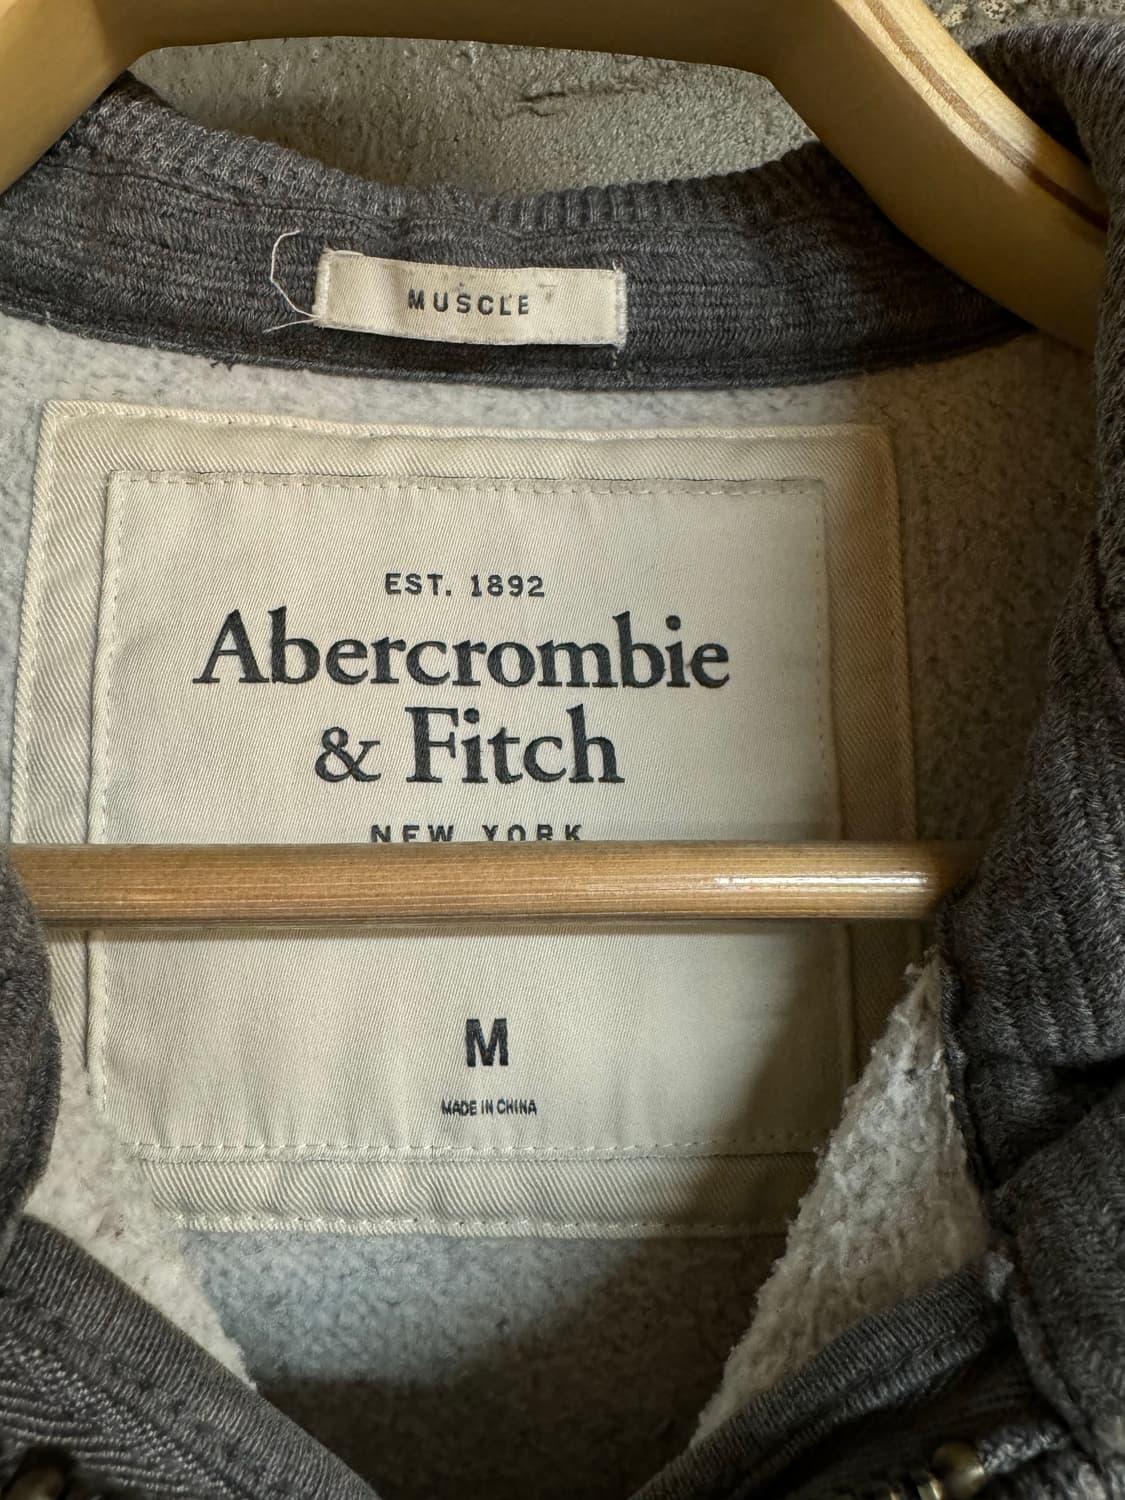 MUSCLE
EST. 1892
Abercrombie
& Fitch
NEW YORK
M
MADE IN CHINA